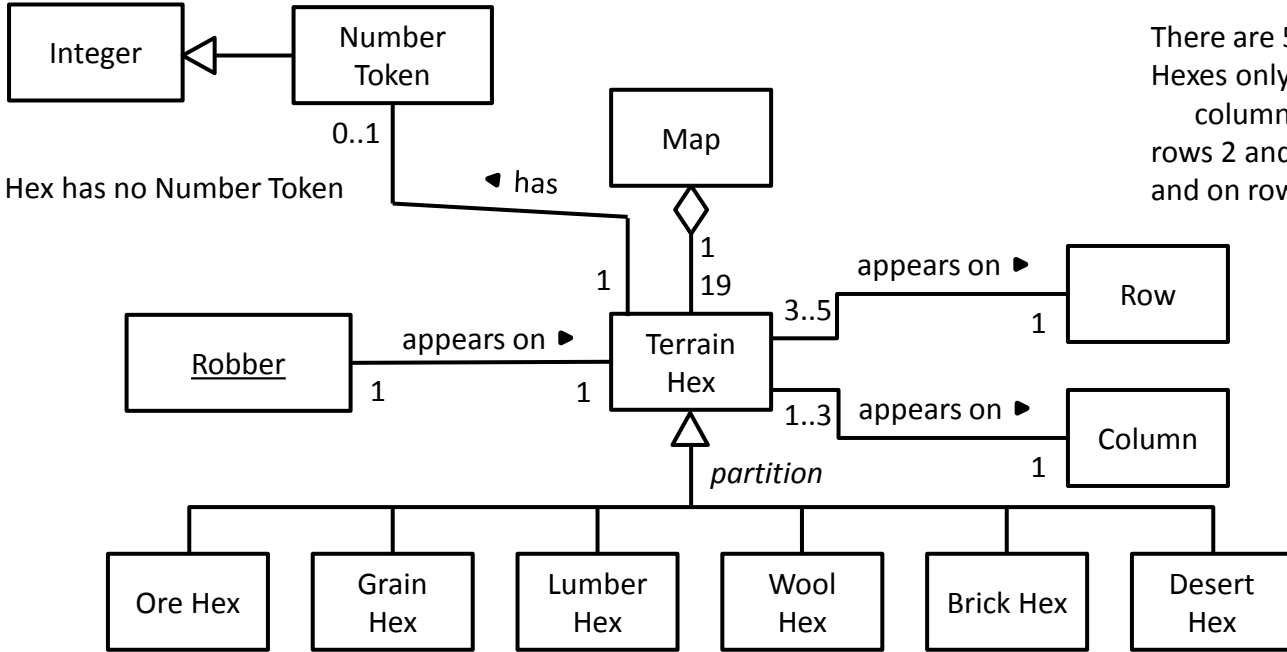 Integer
Number
Token
There are 5
Hexes only
column
rows 2 and
and on row
0..1
Map
Hex has no Number Token
◄ has
1
19
1
appears on ►
3..5
Row
1
Robber
appears on ►
1
1
Terrain
Hex
1..3
appears on ►
Column
1
partition
Ore Hex
Grain
Hex
Lumber
Hex
Wool
Hex
Brick Hex
Desert
Hex